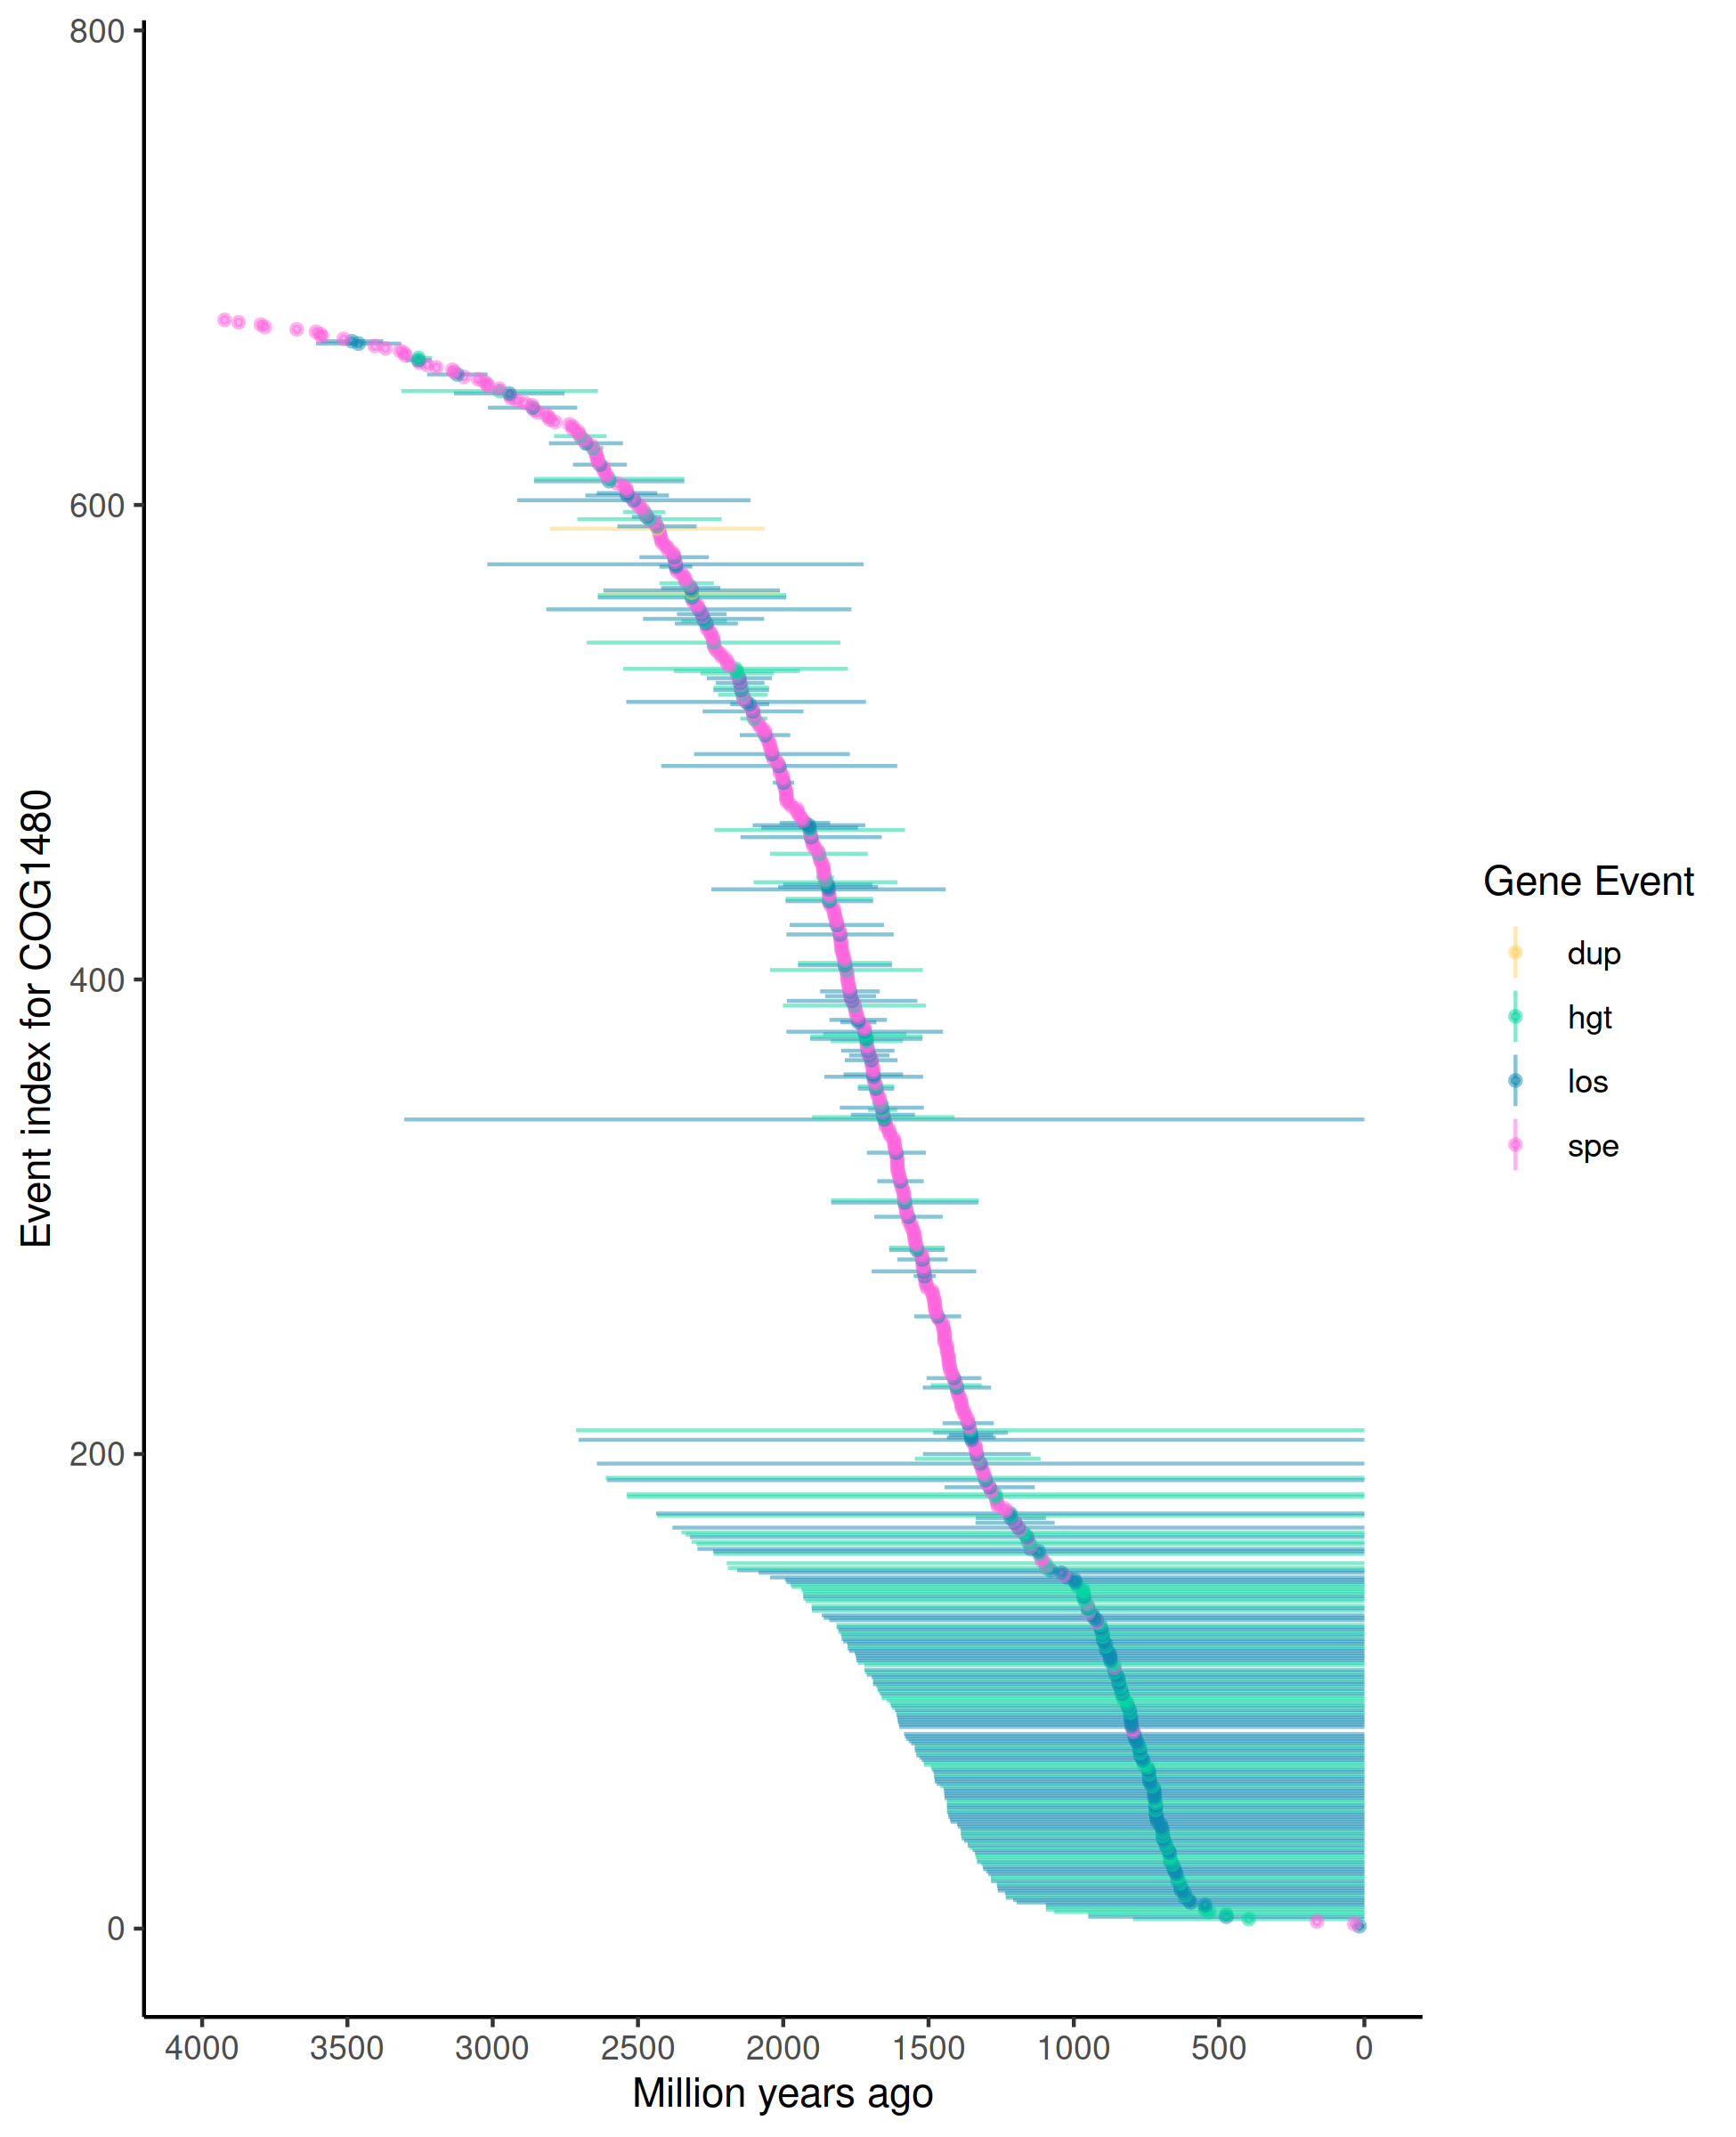 800
600
400
200
0
Event index for COG1480
4000 3500 3000 2500 2000 1500 1000 500 0
Million years ago
Gene Event
dup
hgt
los
spe